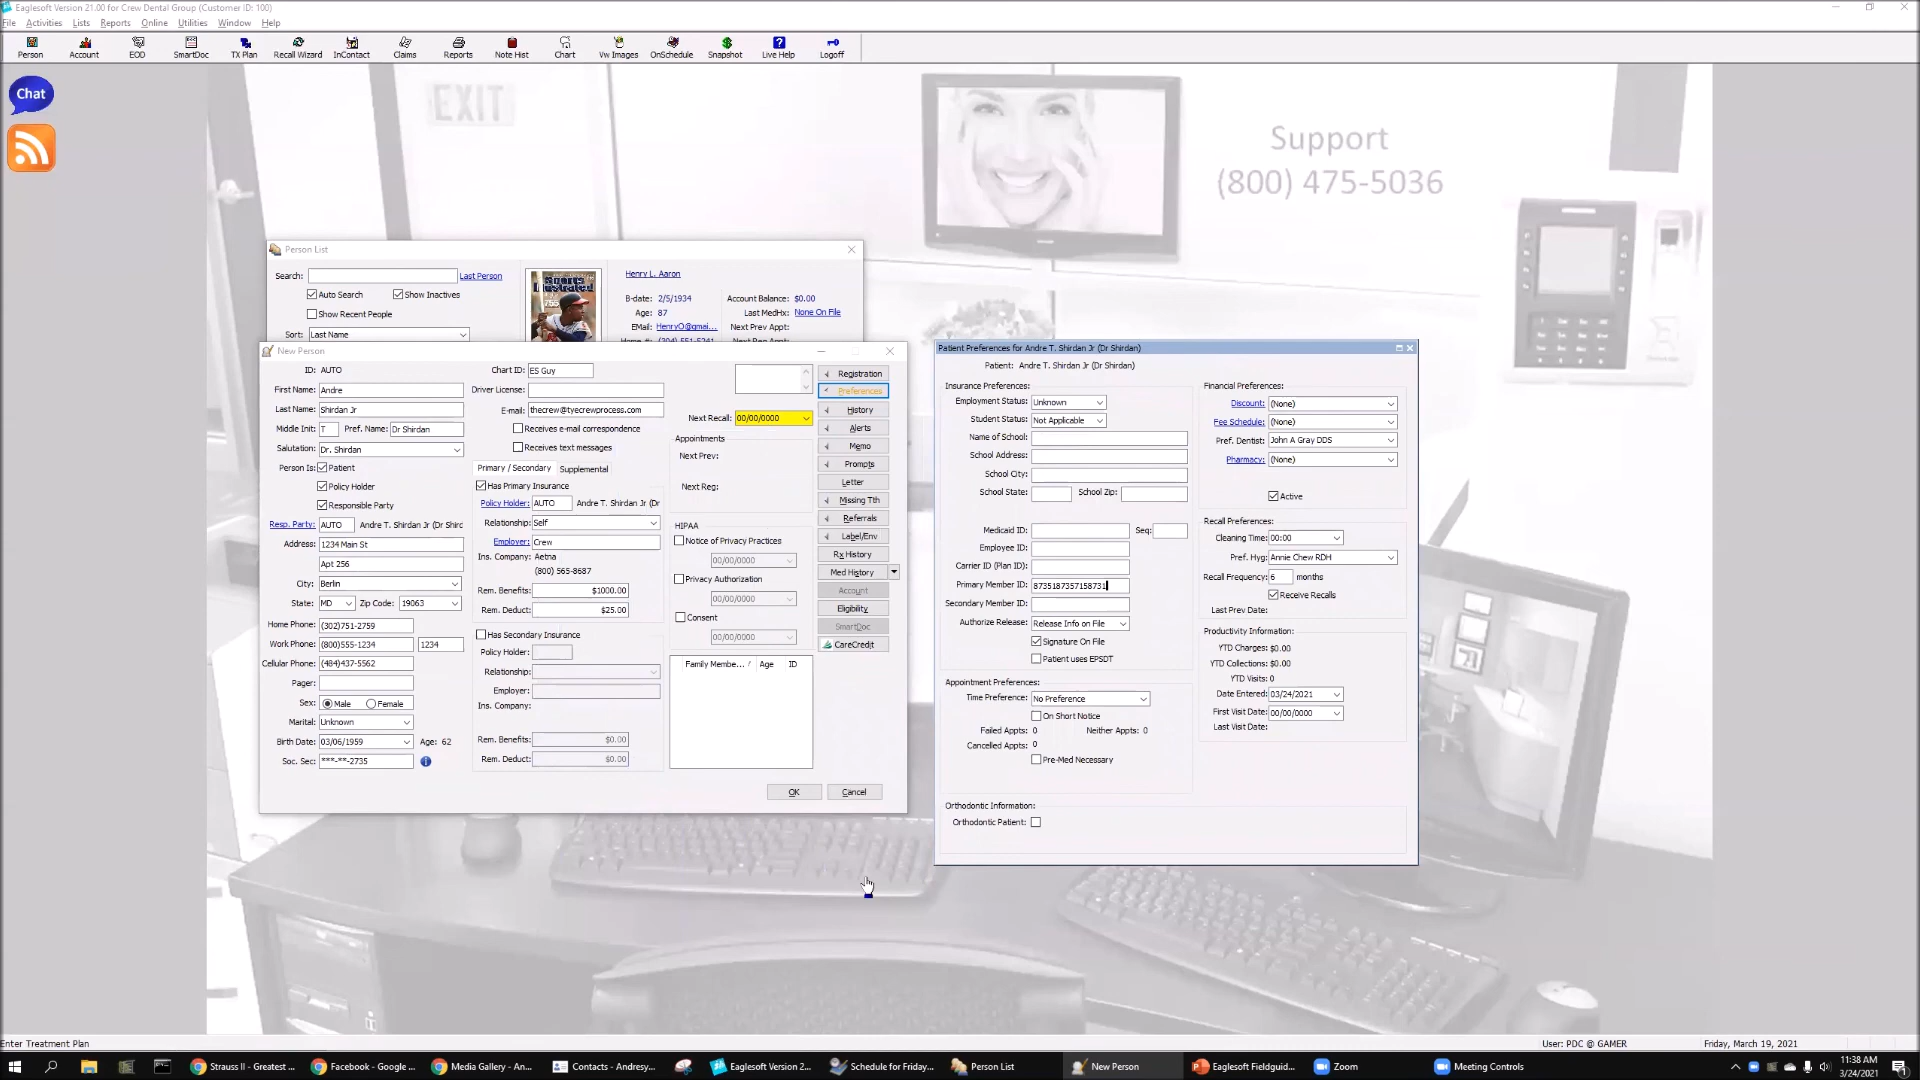 Eaglesoft Version 21.00 for Crew Dental Group (Customer ID: 100)
File Activities Lists Reports Online Utilities Window Help
Person Account EOD SmartDoc TX Plan Recall Wizard InContact Claims Reports Note Hist Chart Vw Images OnSchedule Snapshot Live Help Logoff
Chat
EXIT
Support
(800) 475-5036
Person List
Search: Last Person
Auto Search Show Inactives
Show Recent People
Sort: Last Name
Sports Illustrated
755
Henry L. Aaron
B-date: 2/5/1934 Account Balance: $0.00
Age: 87 Last MedHx: None On File
EMail: HenryO@gmai... Next Prev Appt:
New Person
ID: AUTO
First Name: Andre
Last Name: Shirdan Jr
Middle Init: T Pref. Name: Dr Shirdan
Salutation: Dr. Shirdan
Person Is: Patient
Policy Holder
Responsible Party
Resp. Party: AUTO Andre T. Shirdan Jr (Dr Shirc
Address: 1234 Main St
Apt 256
City: Berlin
State: MD Zip Code: 19063
Home Phone: (302)751-2759
Work Phone: (800)555-1234 1234
Cellular Phone: (484)437-5562
Pager:
Sex: Male Female
Marital: Unknown
Birth Date: 03/06/1959 Age: 62
Soc. Sec: ***-**-2735
Chart ID: ES Guy
Driver License:
E-mail: thecrew@tyecrewprocess.com
Receives e-mail correspondence
Receives text messages
Primary / Secondary Supplemental
Has Primary Insurance
Policy Holder: AUTO Andre T. Shirdan Jr (Dr
Relationship: Self
Employer: Crew
Ins. Company: Aetna
(800) 565-8687
Rem. Benefits: $1000.00
Rem. Deduct: $25.00
Has Secondary Insurance
Policy Holder:
Relationship:
Employer:
Ins. Company:
Rem. Benefits: $0.00
Rem. Deduct: $0.00
Next Recall: 00/00/0000
Appointments
Next Prev:
Next Reg:
HIPAA
Notice of Privacy Practices
00/00/0000
Privacy Authorization
00/00/0000
Consent
00/00/0000
Family Membe... / Age ID
Registration
Preferences
History
Alerts
Memo
Prompts
Letter
Missing Tth
Referrals
Label/Env
Rx History
Med History
Account
Eligibility
SmartDoc
CareCredit
OK Cancel
Patient Preferences for Andre T. Shirdan Jr (Dr Shirdan)
Patient: Andre T. Shirdan Jr (Dr Shirdan)
Insurance Preferences:
Employment Status: Unknown
Student Status: Not Applicable
Name of School:
School Address:
School City:
School State: School Zip:
Medicaid ID: Seq:
Employee ID:
Carrier ID (Plan ID):
Primary Member ID: 8735187357158731
Secondary Member ID:
Authorize Release: Release Info on File
Signature On File
Patient uses EPSDT
Appointment Preferences:
Time Preference: No Preference
On Short Notice
Failed Appts: 0 Neither Appts: 0
Cancelled Appts: 0
Pre-Med Necessary
Orthodontic Information:
Orthodontic Patient:
Financial Preferences:
Discount: (None)
Fee Schedule: (None)
Pref. Dentist: John A Gray DDS
Pharmacy: (None)
Active
Recall Preferences:
Cleaning Time: 00:00
Pref. Hyg: Annie Chew RDH
Recall Frequency: 6 months
Receive Recalls
Last Prev Date:
Productivity Information:
YTD Charges: $0.00
YTD Collections: $0.00
YTD Visits: 0
Date Entered: 03/24/2021
First Visit Date: 00/00/0000
Last Visit Date:
Enter Treatment Plan User: PDC @ GAMER Friday, March 19, 2021
Strauss II - Greatest ... Facebook - Google ... Media Gallery - An... Contacts - Andresy... Eaglesoft Version 2... Schedule for Friday... Person List New Person Eaglesoft Fieldguid... Zoom Meeting Controls
11:38 AM
3/24/2021